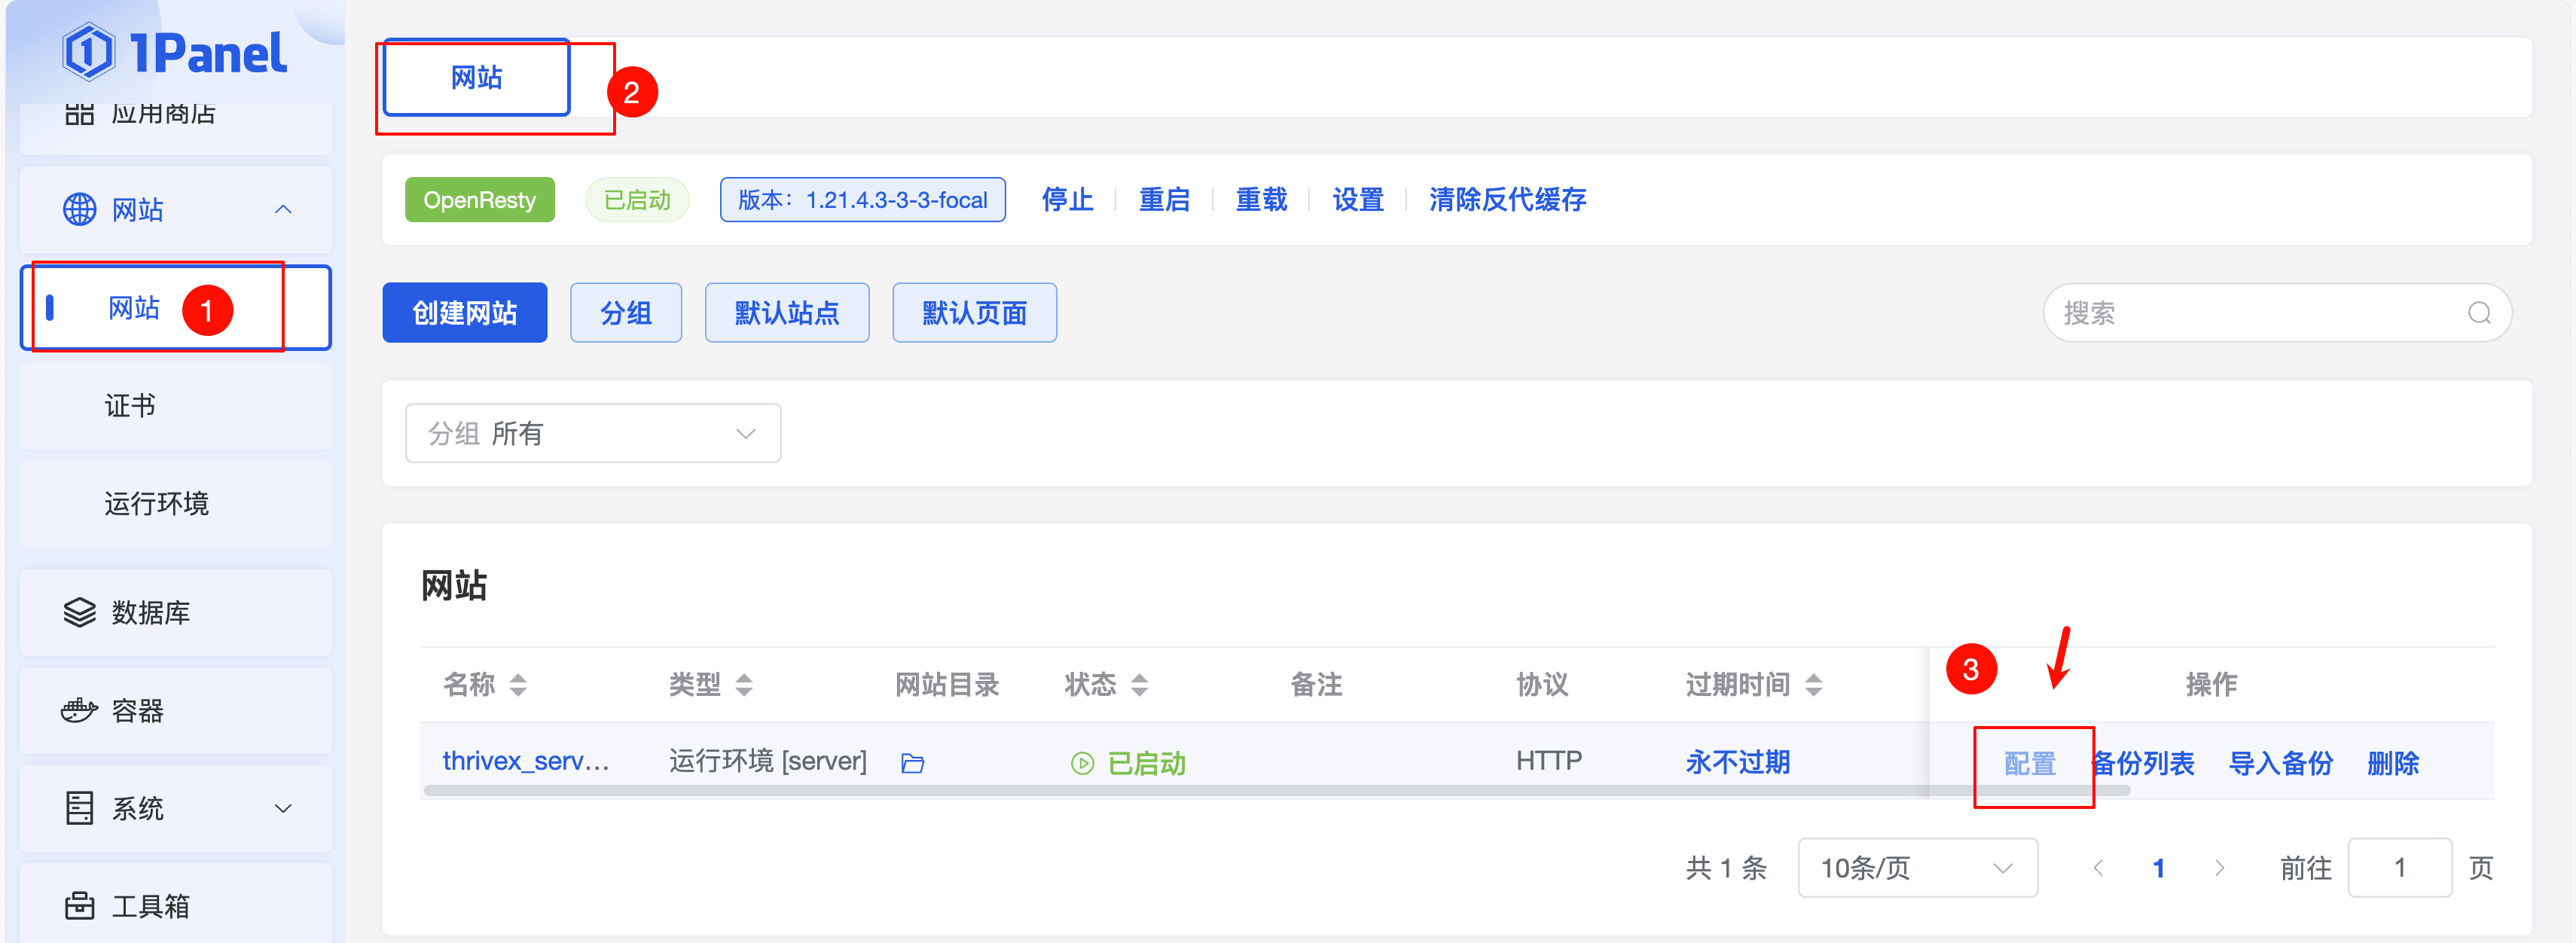 1Panel
应用商店
网站
网站 1
证书
运行环境
数据库
容器
系统
工具箱
网站 2
OpenResty 已启动 版本：1.21.4.3-3-3-focal 停止 重启 重载 设置 清除反代缓存
创建网站 分组 默认站点 默认页面 搜索
分组 所有
网站
名称 类型 网站目录 状态 备注 协议 过期时间 3 操作
thrivex_serv... 运行环境 [server] 已启动 HTTP 永不过期 配置 备份列表 导入备份 删除
共 1 条 10条/页 1 前往 1 页